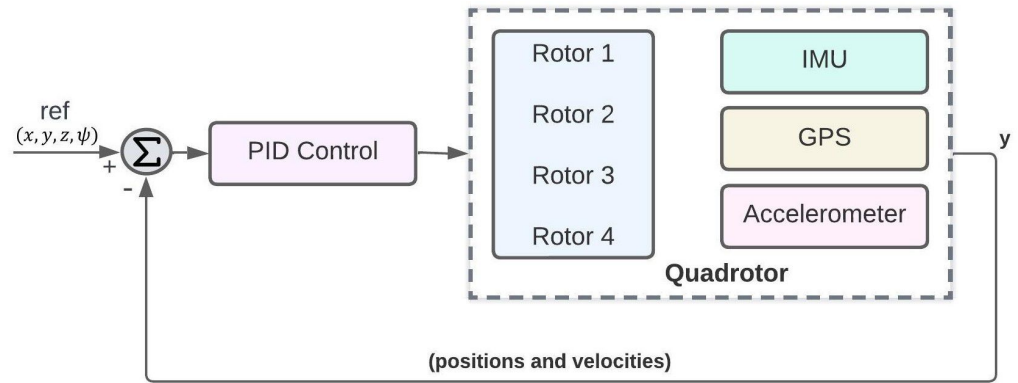 ref
(x, y, z, ψ)
+
-
Σ
PID Control
Rotor 1
Rotor 2
Rotor 3
Rotor 4
IMU
GPS
Accelerometer
Quadrotor
y
(positions and velocities)